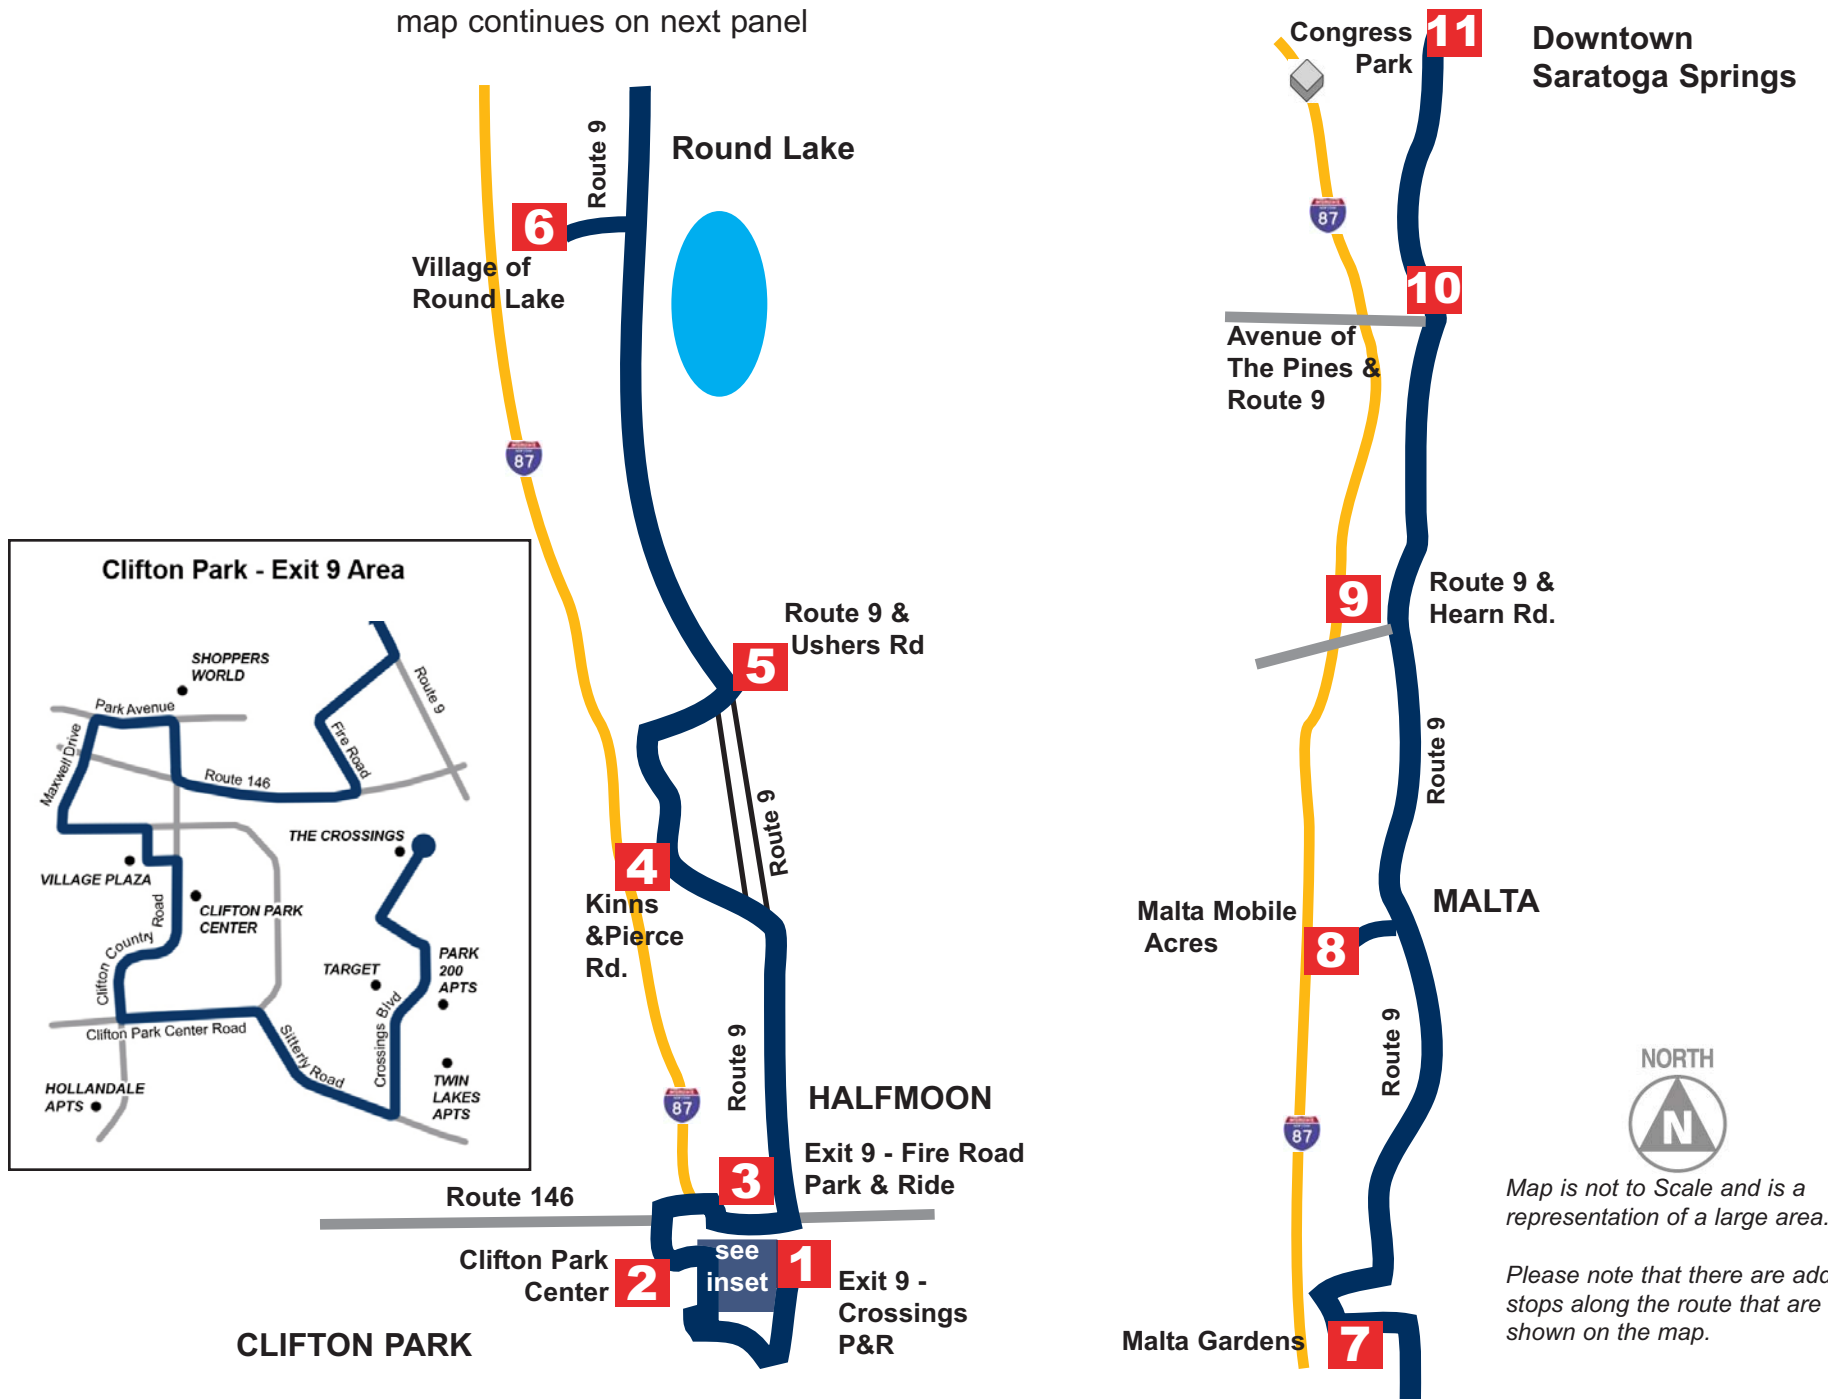 map continues on next panel
Route 9
Round Lake
6
Village of
Round Lake
87
Route 9 &
Ushers Rd
5
Route 9
4
Kinns
&Pierce
Rd.
Route 9
87
HALFMOON
Exit 9 - Fire Road
Park & Ride
3
Route 146
Clifton Park
Center
2
see
inset
1
Exit 9 -
Crossings
P&R
CLIFTON PARK
Clifton Park - Exit 9 Area
SHOPPERS
WORLD
Park Avenue
Maxwell Drive
Route 146
Fire Road
Route 9
THE CROSSINGS
VILLAGE PLAZA
CLIFTON PARK
CENTER
Clifton Country Road
TARGET
PARK
200
APTS
Clifton Park Center Road
Sitterly Road
Crossings Blvd
HOLLANDALE
APTS
TWIN
LAKES
APTS
Congress
Park
11
Downtown
Saratoga Springs
87
10
Avenue of
The Pines &
Route 9
9
Route 9 &
Hearn Rd.
Route 9
MALTA
Malta Mobile
Acres
8
Route 9
87
Malta Gardens
7
NORTH
N
Map is not to Scale and is a
representation of a large area.
Please note that there are add
stops along the route that are
shown on the map.